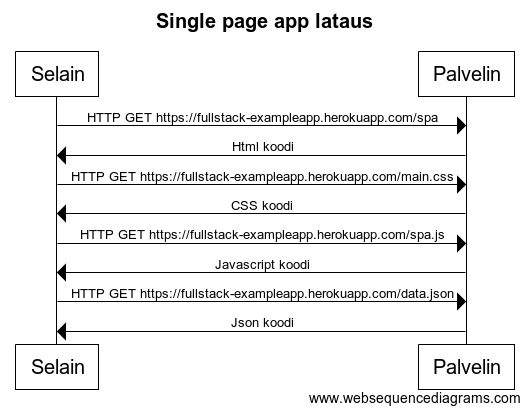 Single page app lataus
Selain
Palvelin
HTTP GET https://fullstack-exampleapp.herokuapp.com/spa
Html koodi
HTTP GET https://fullstack-exampleapp.herokuapp.com/main.css
CSS koodi
HTTP GET https://fullstack-exampleapp.herokuapp.com/spa.js
Javascript koodi
HTTP GET https://fullstack-exampleapp.herokuapp.com/data.json
Json koodi
Selain
Palvelin
www.websequencediagrams.com